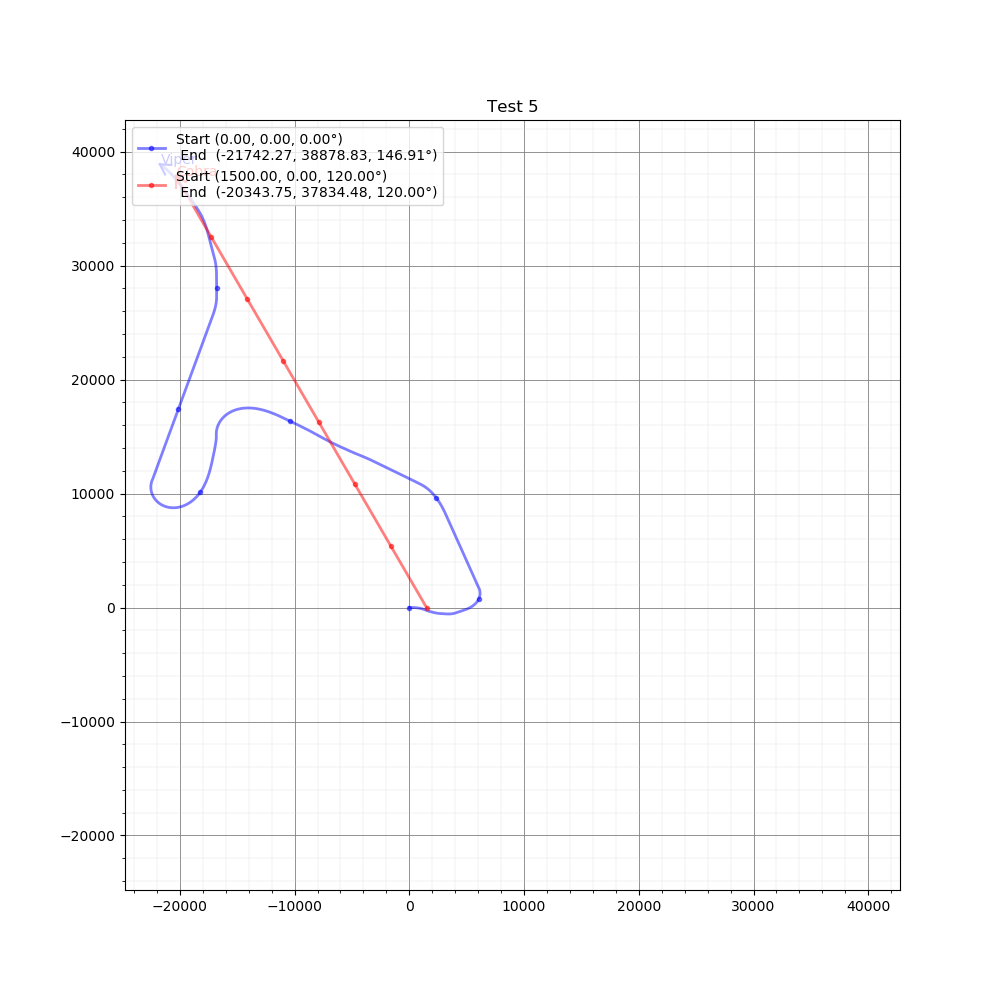 Test 5
Start (0.00, 0.00, 0.00°)
End (-21742.27, 38878.83, 146.91°)
Start (1500.00, 0.00, 120.00°)
End (-20343.75, 37834.48, 120.00°)
Viper
40000
30000
20000
10000
0
−10000
−20000
−20000 −10000 0 10000 20000 30000 40000